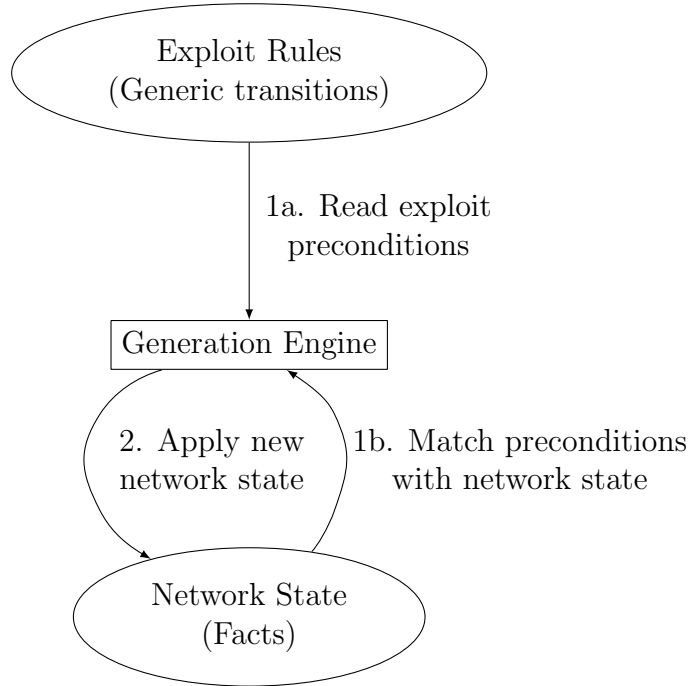 Exploit Rules
(Generic transitions)
1a. Read exploit
preconditions
Generation Engine
2. Apply new
network state
1b. Match preconditions
with network state
Network State
(Facts)